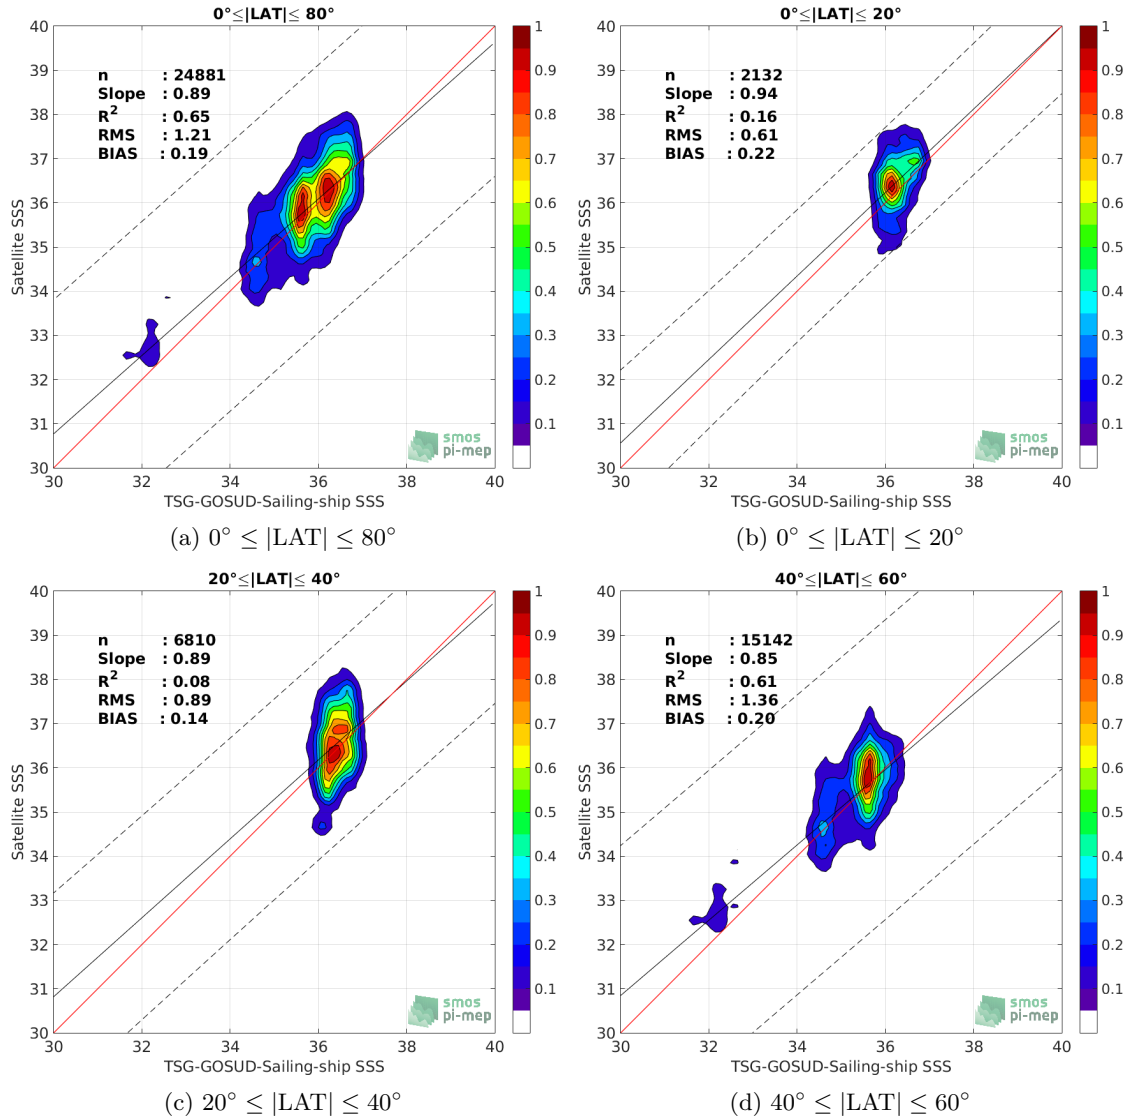 0°≤|LAT|≤ 80°
40
39
38
37
36
35
34
33
32
31
30
Satellite SSS
n : 24881
Slope : 0.89
R2 : 0.65
RMS : 1.21
BIAS : 0.19
smos
pi-mep
30 32 34 36 38 40
TSG-GOSUD-Sailing-ship SSS
1
0.9
0.8
0.7
0.6
0.5
0.4
0.3
0.2
0.1
(a) 0° ≤ |LAT| ≤ 80°
0°≤|LAT|≤ 20°
40
39
38
37
36
35
34
33
32
31
30
Satellite SSS
n : 2132
Slope : 0.94
R2 : 0.16
RMS : 0.61
BIAS : 0.22
smos
pi-mep
30 32 34 36 38 40
TSG-GOSUD-Sailing-ship SSS
1
0.9
0.8
0.7
0.6
0.5
0.4
0.3
0.2
0.1
(b) 0° ≤ |LAT| ≤ 20°
20°≤|LAT|≤ 40°
40
39
38
37
36
35
34
33
32
31
30
Satellite SSS
n : 6810
Slope : 0.89
R2 : 0.08
RMS : 0.89
BIAS : 0.14
smos
pi-mep
30 32 34 36 38 40
TSG-GOSUD-Sailing-ship SSS
1
0.9
0.8
0.7
0.6
0.5
0.4
0.3
0.2
0.1
(c) 20° ≤ |LAT| ≤ 40°
40°≤|LAT|≤ 60°
40
39
38
37
36
35
34
33
32
31
30
Satellite SSS
n : 15142
Slope : 0.85
R2 : 0.61
RMS : 1.36
BIAS : 0.20
smos
pi-mep
30 32 34 36 38 40
TSG-GOSUD-Sailing-ship SSS
1
0.9
0.8
0.7
0.6
0.5
0.4
0.3
0.2
0.1
(d) 40° ≤ |LAT| ≤ 60°